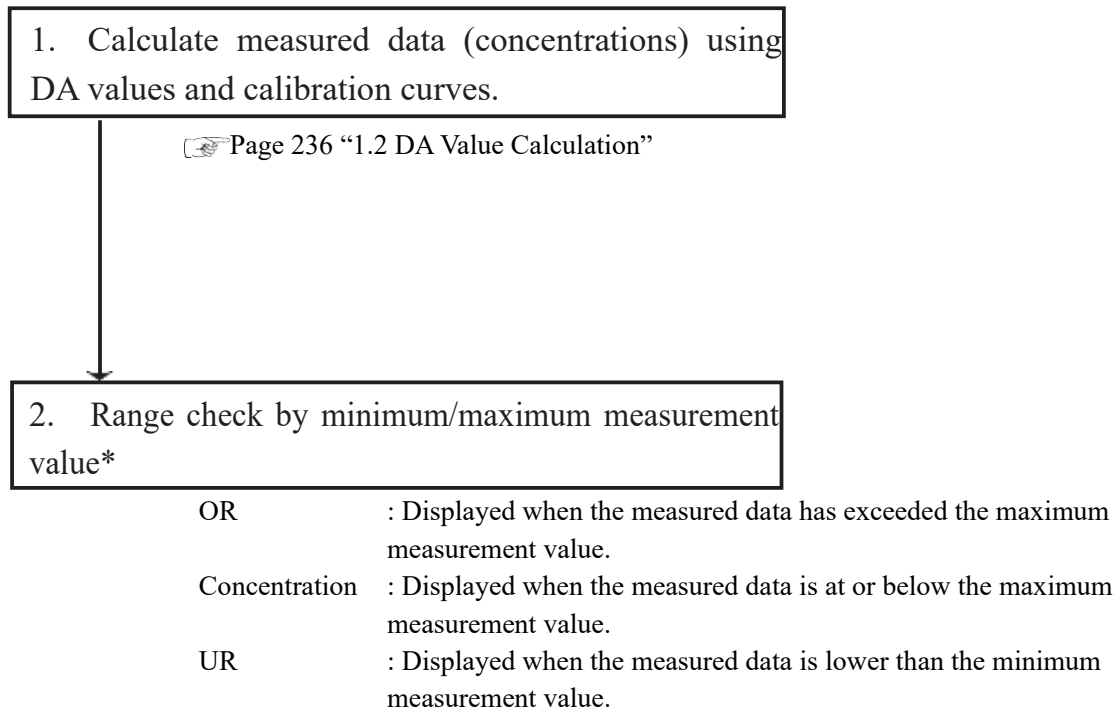 1. Calculate measured data (concentrations) using
DA values and calibration curves.
Page 236 “1.2 DA Value Calculation”
2. Range check by minimum/maximum measurement
value*
OR : Displayed when the measured data has exceeded the maximum
measurement value.
Concentration : Displayed when the measured data is at or below the maximum
measurement value.
UR : Displayed when the measured data is lower than the minimum
measurement value.